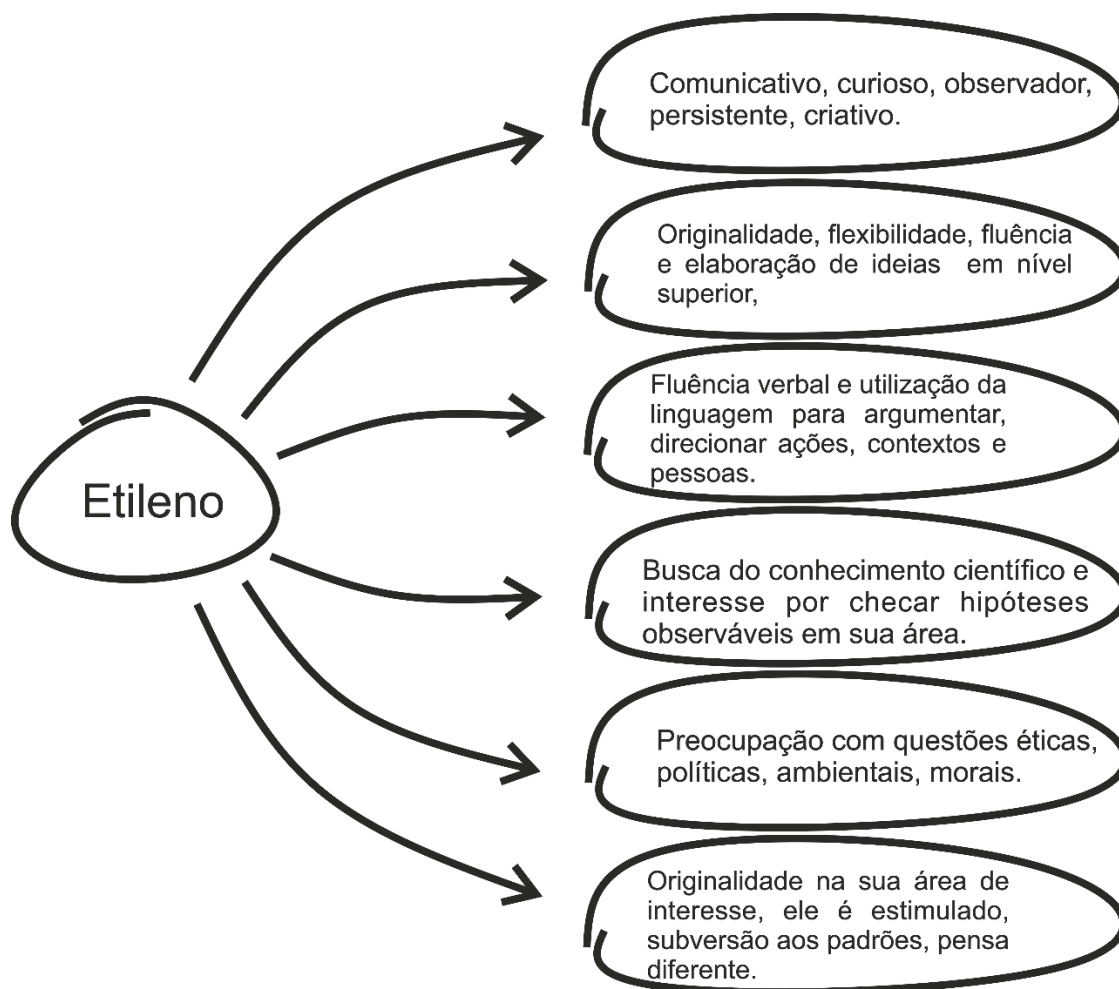 Comunicativo, curioso, observador,
persistente, criativo.
Originalidade, flexibilidade, fluência
e elaboração de ideias em nível
superior,
Fluência verbal e utilização da
linguagem para argumentar,
direcionar ações, contextos e
pessoas.
Etileno
Busca do conhecimento científico e
interesse por checar hipóteses
observáveis em sua área.
Preocupação com questões éticas,
políticas, ambientais, morais.
Originalidade na sua área de
interesse, ele é estimulado,
subversão aos padrões, pensa
diferente.